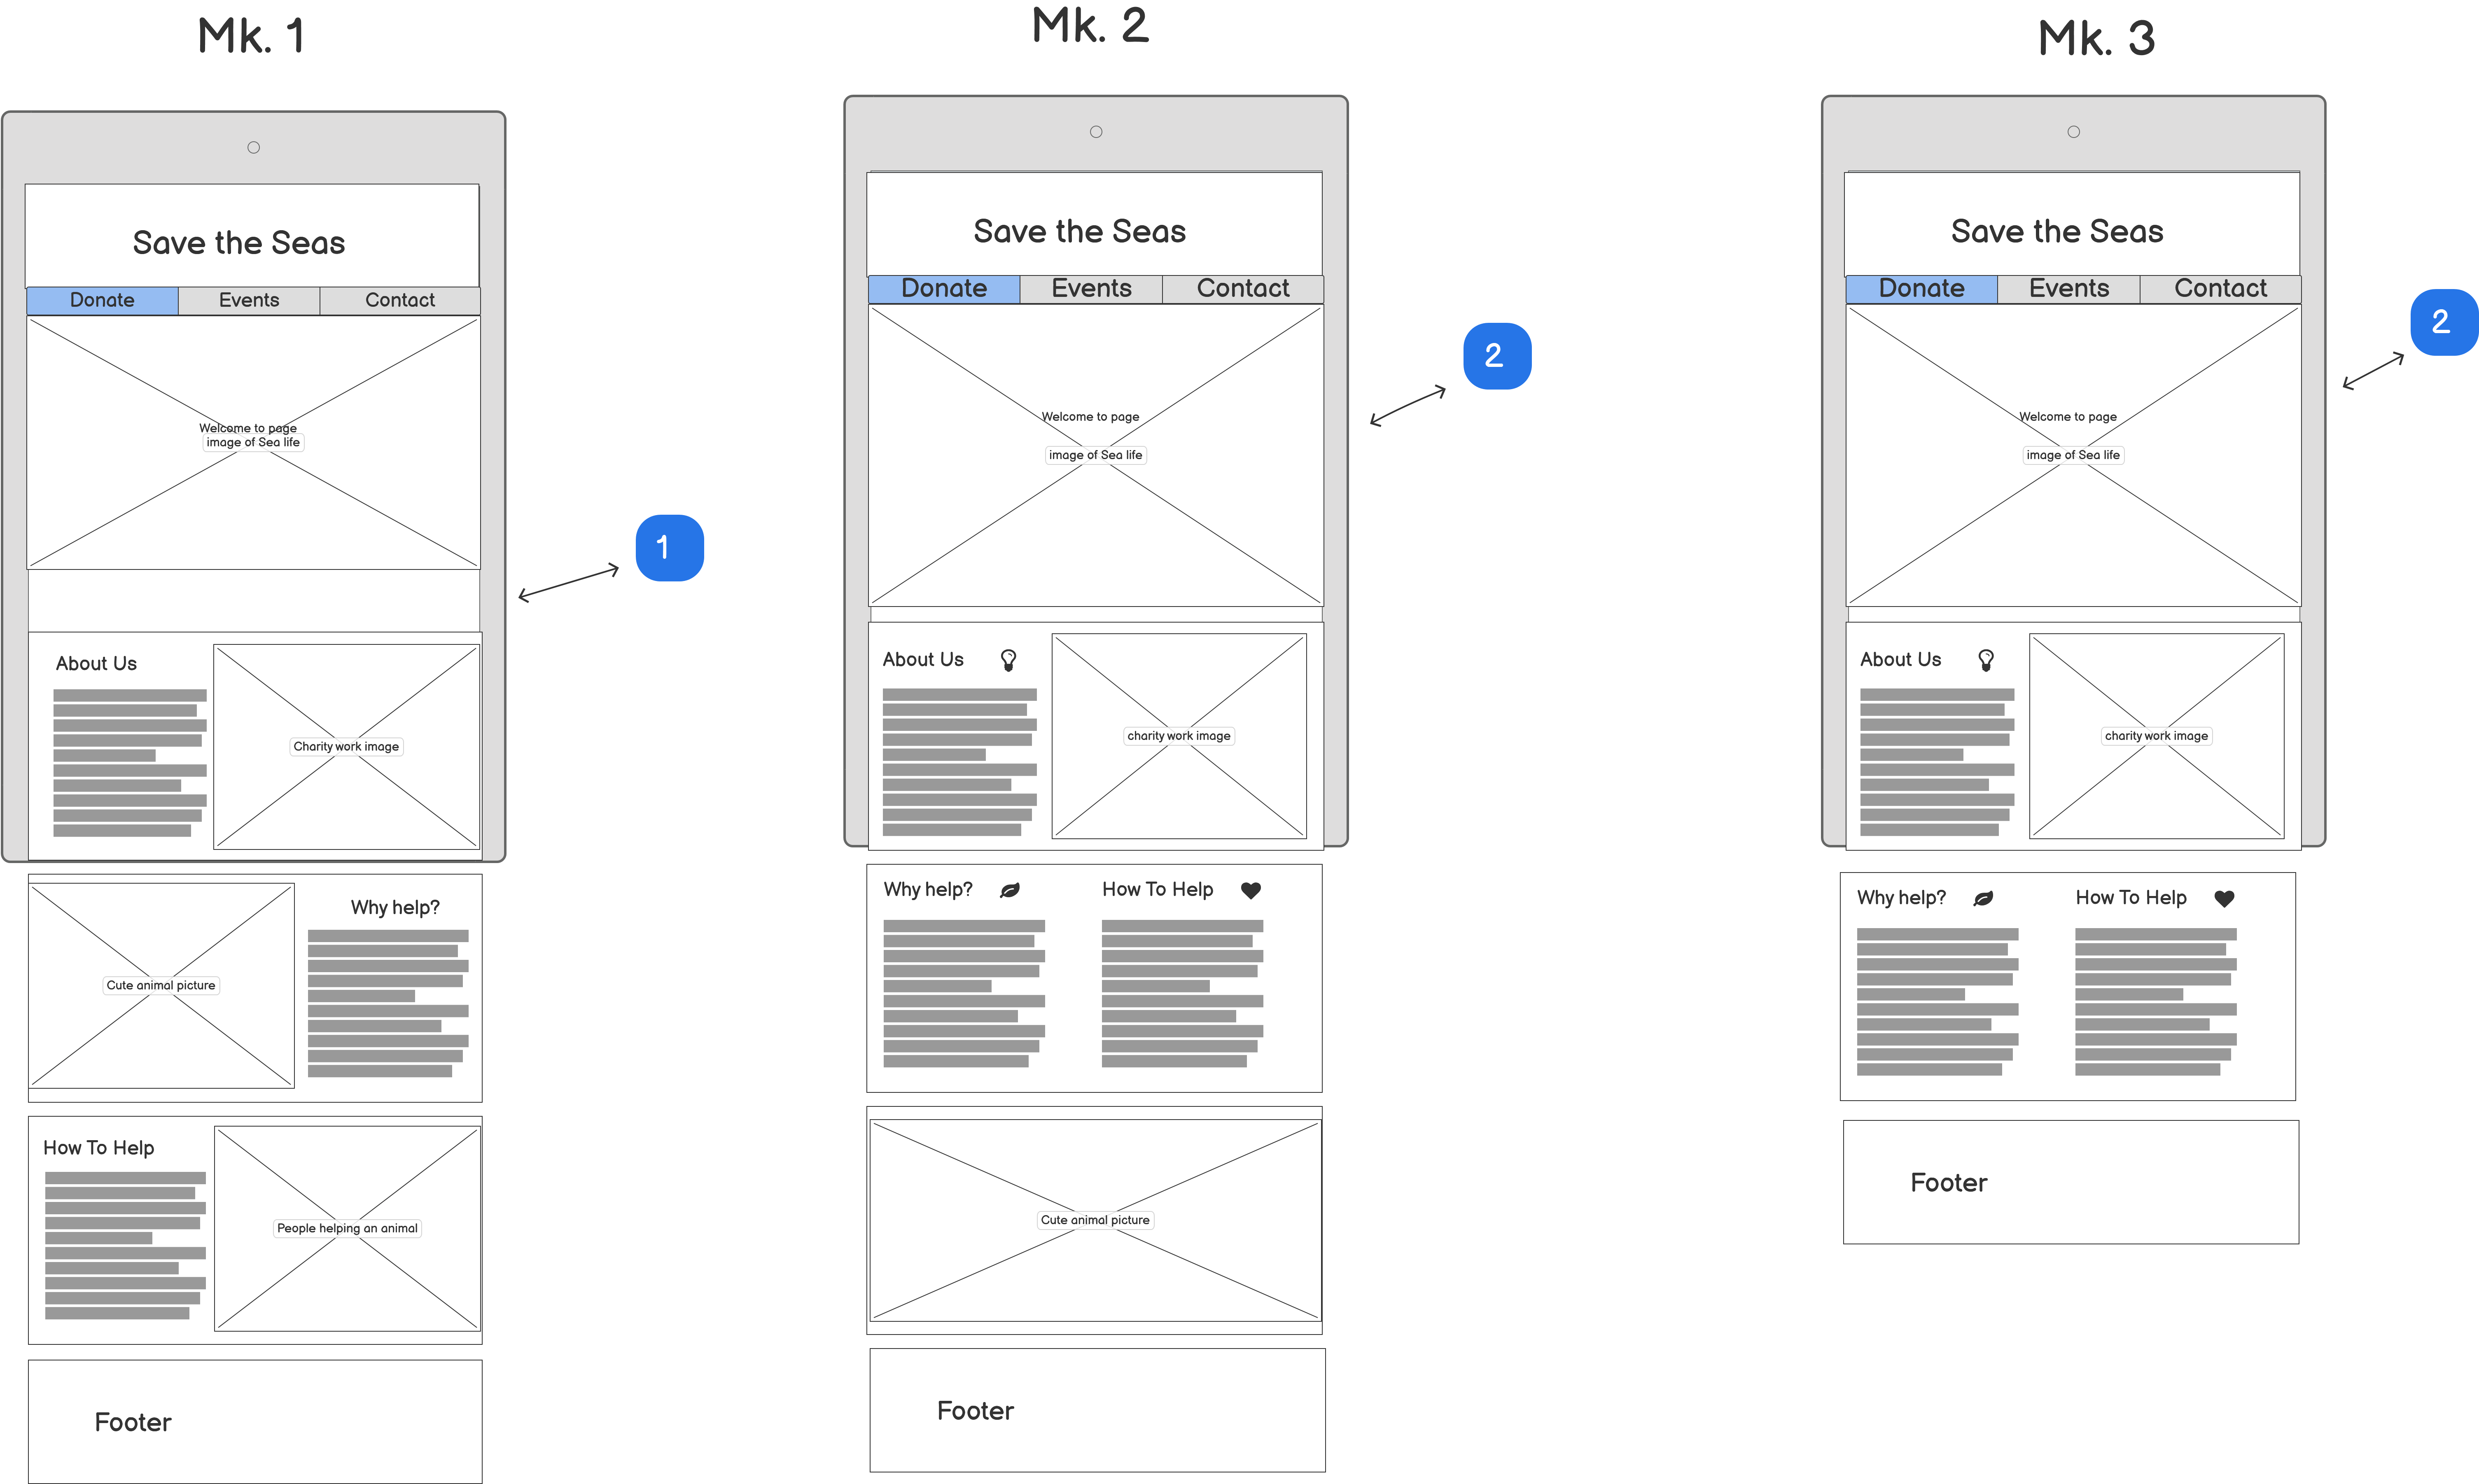 Mk. 1
Save the Seas
Donate Events Contact
Welcome to page
image of Sea life
1
About Us
Charity work image
Cute animal picture
Why help?
How To Help
People helping an animal
Footer
Mk. 2
Save the Seas
Donate Events Contact
Welcome to page
image of Sea life
2
About Us
charity work image
Why help? How To Help
Cute animal picture
Footer
Mk. 3
Save the Seas
Donate Events Contact
Welcome to page
image of Sea life
2
About Us
charity work image
Why help? How To Help
Footer